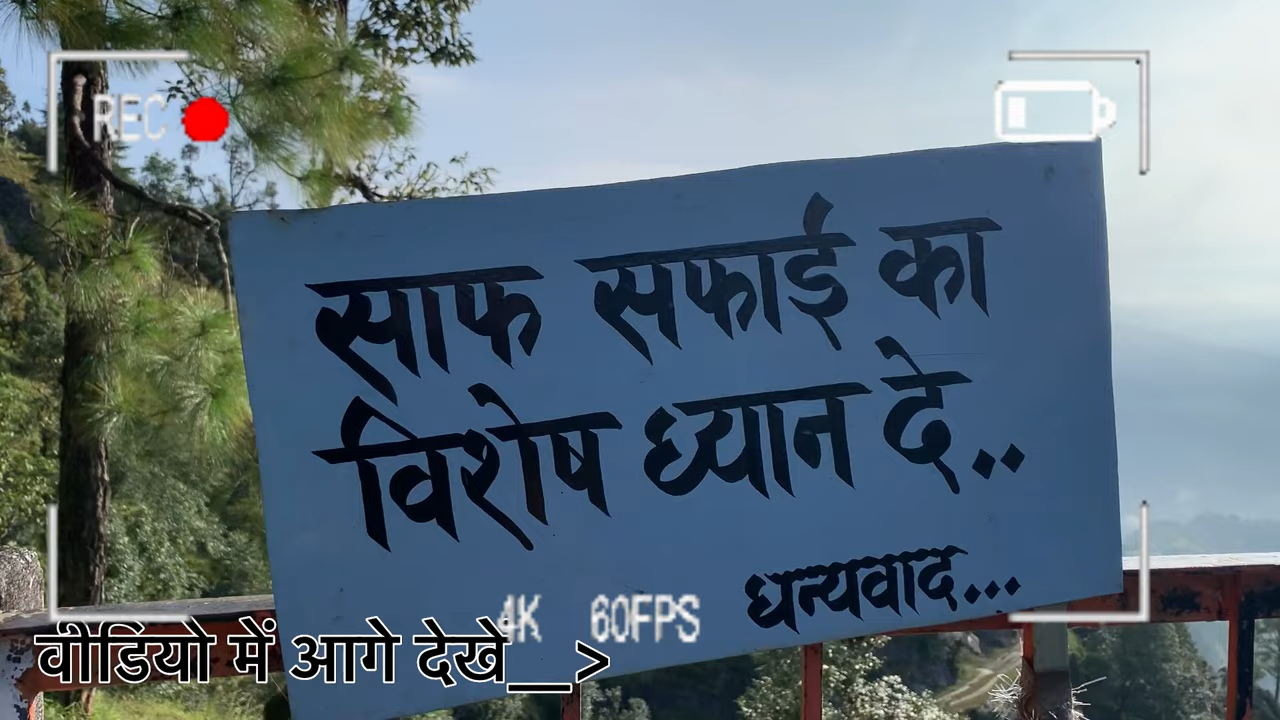 REC
साफ सफाई का
विशेष ध्यान दे..
धन्यवाद...
4K 60FPS
वीडियो में आगे देखे__>